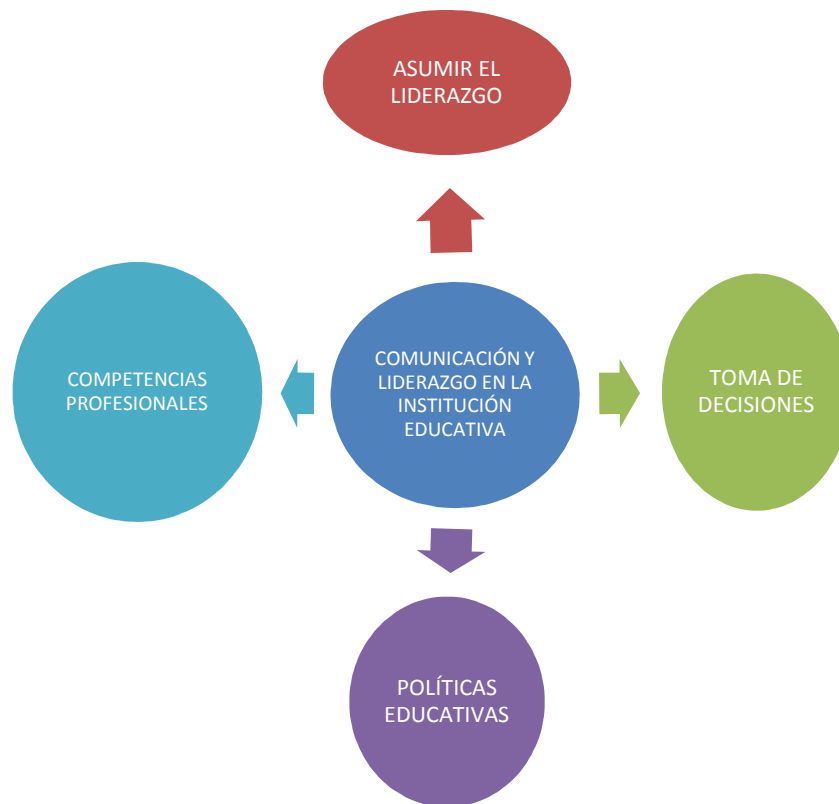 ASUMIR EL
LIDERAZGO
COMPETENCIAS
PROFESIONALES
COMUNICACIÓN Y
LIDERAZGO EN LA
INSTITUCIÓN
EDUCATIVA
TOMA DE
DECISIONES
POLÍTICAS
EDUCATIVAS